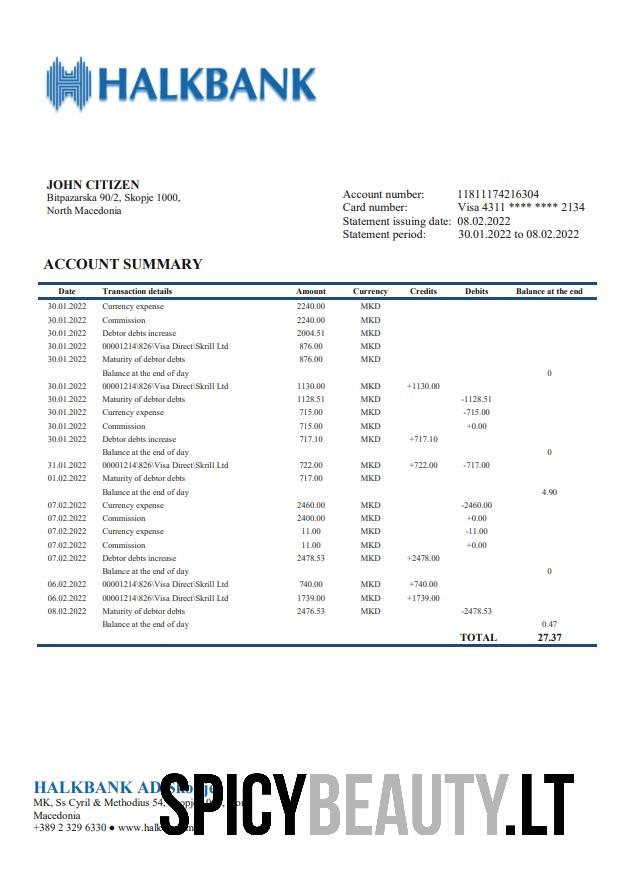 HALKBANK
JOHN CITIZEN
Bitpazarska 90/2, Skopje 1000,
North Macedonia
Account number: 11811174216304
Card number: Visa 4311 **** **** 2134
Statement issuing date: 08.02.2022
Statement period: 30.01.2022 to 08.02.2022
ACCOUNT SUMMARY
Date Transaction details Amount Currency Credits Debits Balance at the end
30.01.2022 Currency expense 2240.00 MKD
30.01.2022 Commission 2240.00 MKD
30.01.2022 Debtor debts increase 2004.51 MKD
30.01.2022 00001214\826\Visa Direct\Skrill Ltd 876.00 MKD
30.01.2022 Maturity of debtor debts 876.00 MKD
Balance at the end of day 0
30.01.2022 00001214\826\Visa Direct\Skrill Ltd 1130.00 MKD +1130.00
30.01.2022 Maturity of debtor debts 1128.51 MKD -1128.51
30.01.2022 Currency expense 715.00 MKD -715.00
30.01.2022 Commission 715.00 MKD +0.00
30.01.2022 Debtor debts increase 717.10 MKD +717.10
Balance at the end of day 0
31.01.2022 00001214\826\Visa Direct\Skrill Ltd 722.00 MKD +722.00 -717.00
01.02.2022 Maturity of debtor debts 717.00 MKD
Balance at the end of day 4.90
07.02.2022 Currency expense 2460.00 MKD -2460.00
07.02.2022 Commission 2400.00 MKD +0.00
07.02.2022 Currency expense 11.00 MKD -11.00
07.02.2022 Commission 11.00 MKD +0.00
07.02.2022 Debtor debts increase 2478.53 MKD +2478.00
Balance at the end of day 0
06.02.2022 00001214\826\Visa Direct\Skrill Ltd 740.00 MKD +740.00
06.02.2022 00001214\826\Visa Direct\Skrill Ltd 1739.00 MKD +1739.00
08.02.2022 Maturity of debtor debts 2476.53 MKD -2478.53
Balance at the end of day 0.47
TOTAL 27.37
HALKBANK AD Skopje
MK, Ss Cyril & Methodius 54,
Macedonia
+389 2 329 6330 ●
SPICYBEAUTY.LT